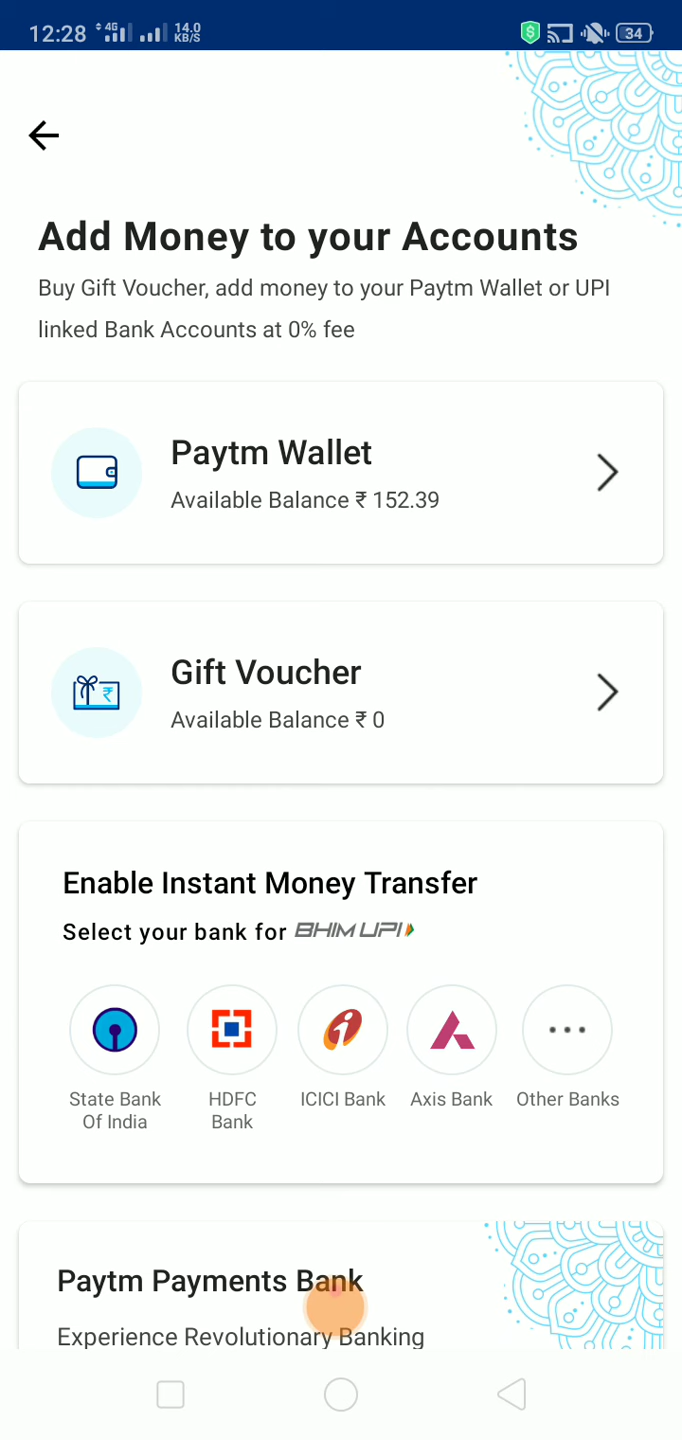 12:28 4G 14.0 KB/S 34
Add Money to your Accounts
Buy Gift Voucher, add money to your Paytm Wallet or UPI
linked Bank Accounts at 0% fee
Paytm Wallet
Available Balance ₹ 152.39
Gift Voucher
Available Balance ₹ 0
Enable Instant Money Transfer
Select your bank for BHIM UPI
State Bank Of India
HDFC Bank
ICICI Bank
Axis Bank
Other Banks
Paytm Payments Bank
Experience Revolutionary Banking